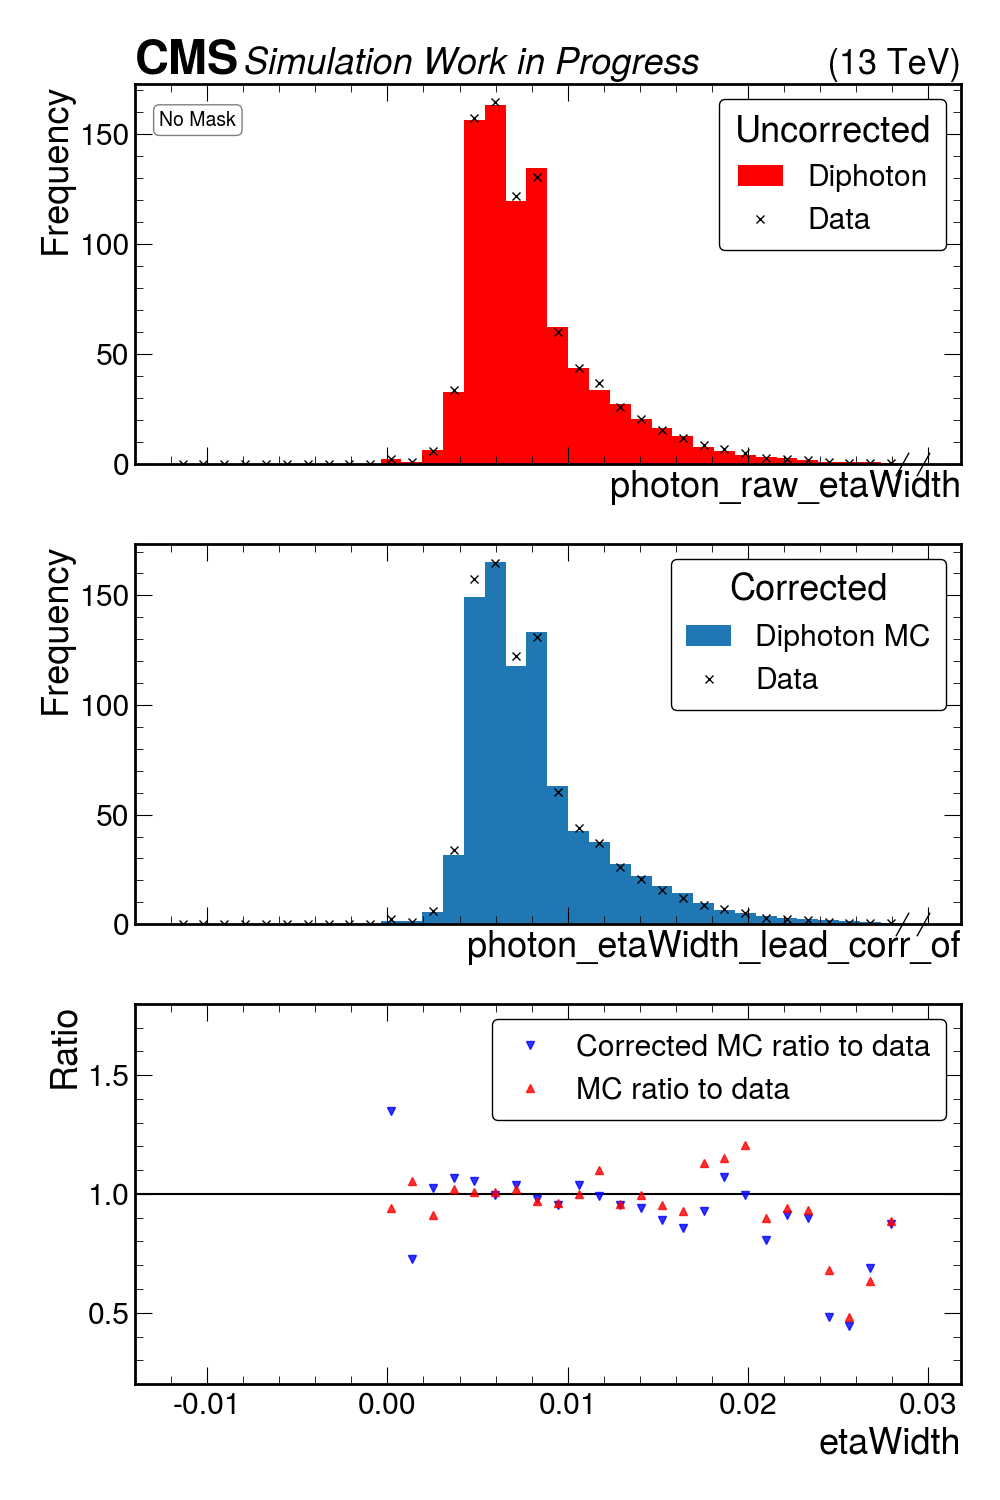 CMS Simulation Work in Progress (13 TeV)
Frequency
No Mask
Uncorrected
Diphoton
Data
150
100
50
0
photon_raw_etaWidth
Frequency
Corrected
Diphoton MC
Data
150
100
50
0
photon_etaWidth_lead_corr_of
Ratio
Corrected MC ratio to data
MC ratio to data
1.5
1.0
0.5
-0.01 0.00 0.01 0.02 0.03
etaWidth